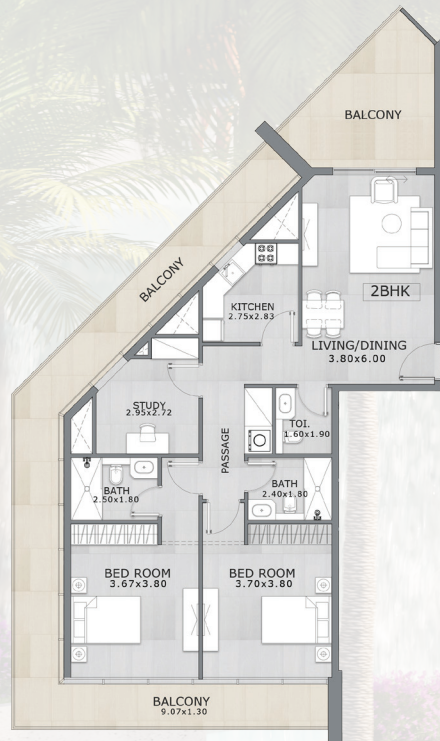 BALCONY
BALCONY
2BHK
KITCHEN
2.75x2.83
LIVING/DINING
3.80x6.00
STUDY
2.95x2.72
TOI.
1.60x1.90
PASSAGE
BATH
2.50x1.80
BATH
2.40x1.80
BED ROOM
3.67x3.80
BED ROOM
3.70x3.80
BALCONY
9.07x1.30